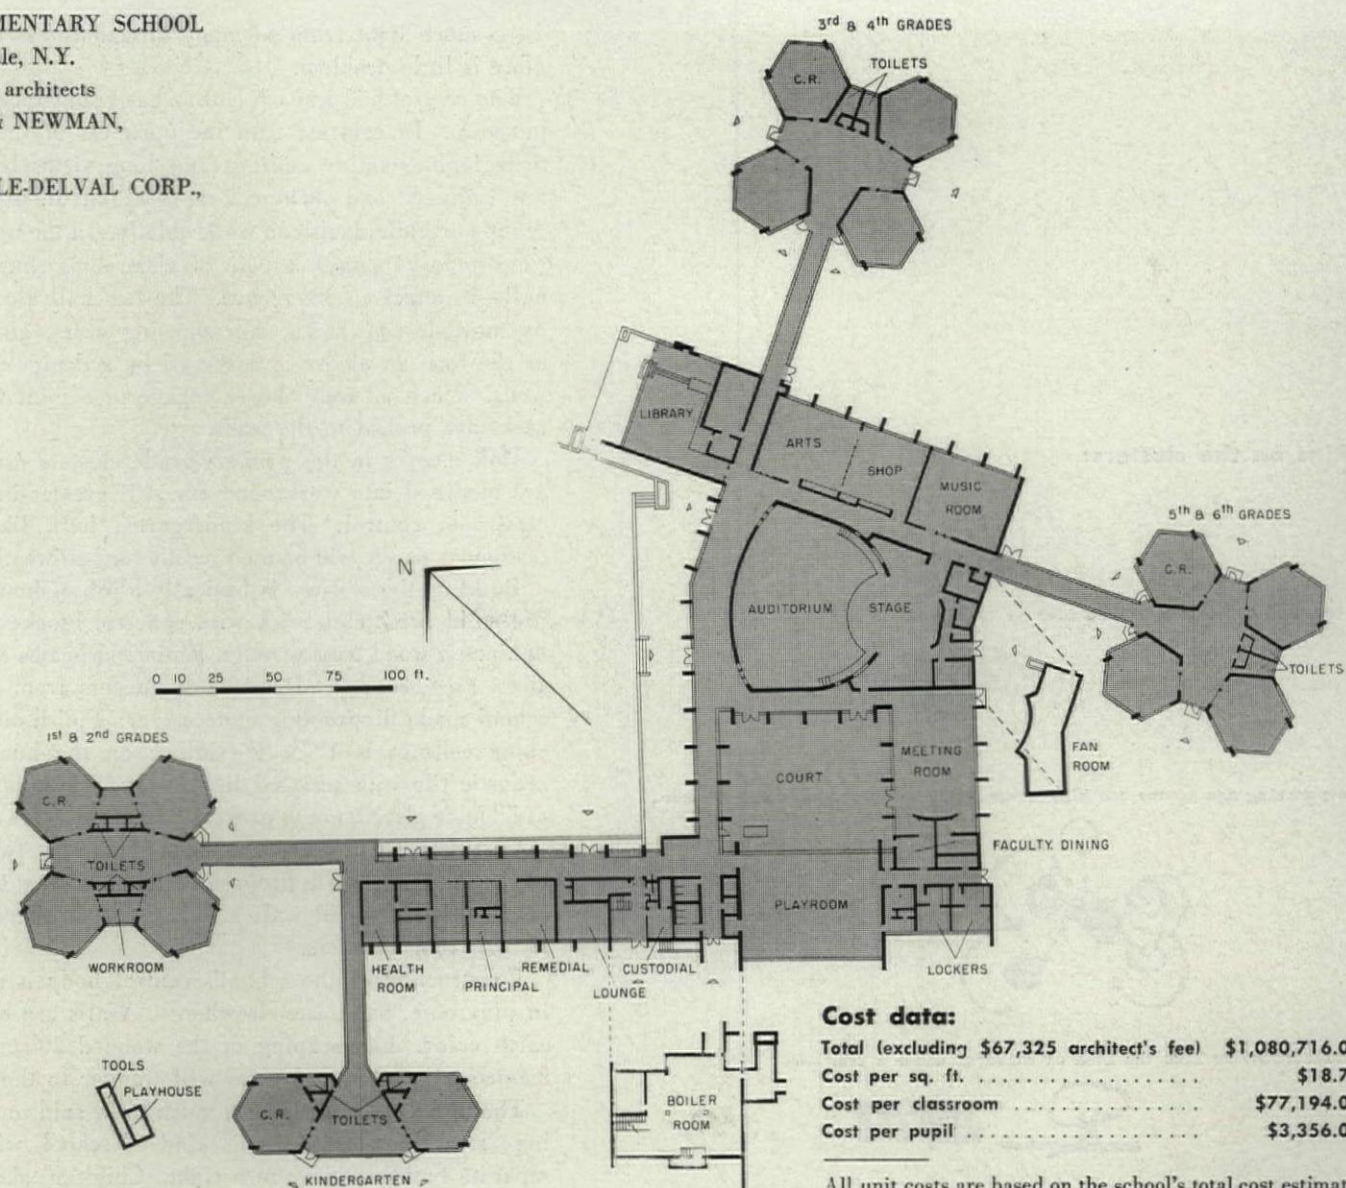 MENTARY SCHOOL
le, N.Y.
architects
& NEWMAN,
LE-DELVAL CORP.,
3rd & 4th GRADES
C.R.
TOILETS
LIBRARY
ARTS
SHOP
MUSIC
ROOM
5th & 6th GRADES
C.R.
TOILETS
N
AUDITORIUM
STAGE
0 10 25 50 75 100 ft.
FAN
ROOM
1st & 2nd GRADES
C.R.
TOILETS
WORKROOM
COURT
MEETING
ROOM
FACULTY DINING
PLAYROOM
LOCKERS
HEALTH
ROOM
PRINCIPAL
REMEDIAL
LOUNGE
CUSTODIAL
TOOLS
PLAYHOUSE
C.R.
TOILETS
KINDERGARTEN
BOILER
ROOM
Cost data:
Total (excluding $67,325 architect's fee) $1,080,716.0
Cost per sq. ft. .................... $18.7
Cost per classroom .................. $77,194.0
Cost per pupil ...................... $3,356.0
All unit costs are based on the school's total cost estimat